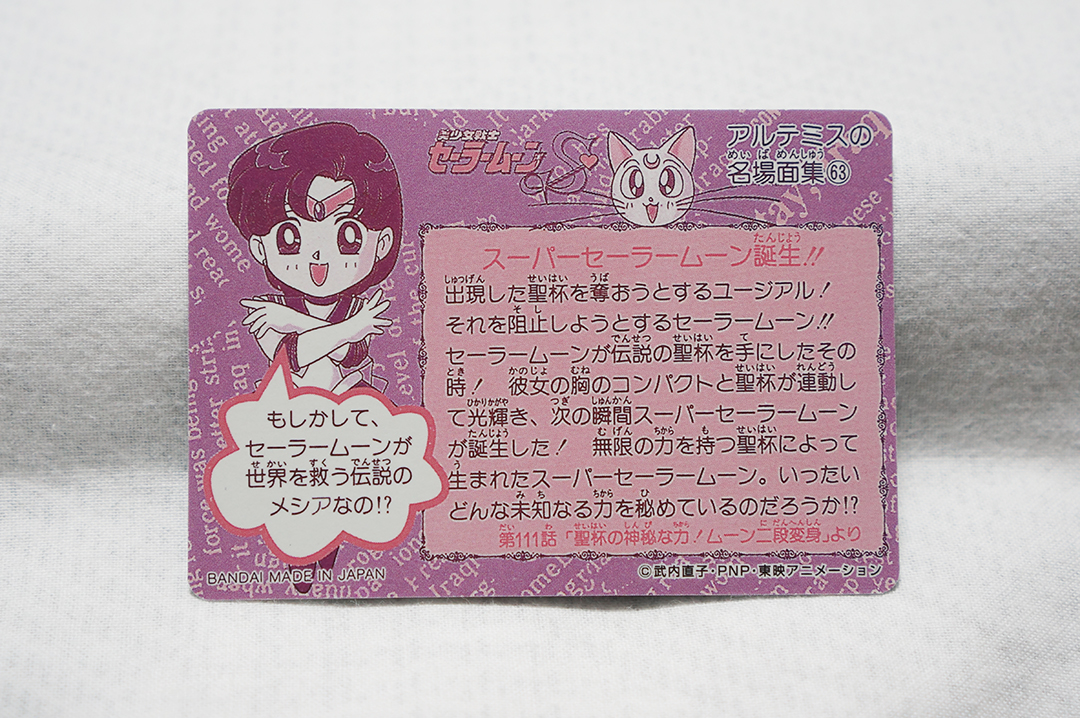 美少女戦士
セーラームーンS
アルテミスの
名場面集63
スーパーセーラームーン誕生!!
出現した聖杯を奪おうとするユージアル!
それを阻止しようとするセーラームーン!!
セーラームーンが伝説の聖杯を手にしたその
時! 彼女の胸のコンパクトと聖杯が連動し
て光輝き、次の瞬間スーパーセーラームーン
が誕生した! 無限の力を持つ聖杯によって
生まれたスーパーセーラームーン。いったい
どんな未知なる力を秘めているのだろうか!?
第111話「聖杯の神秘な力!ムーン二段変身」より
もしかして、
セーラームーンが
世界を救う伝説の
メシアなの!?
BANDAI MADE IN JAPAN
©武内直子・PNP・東映アニメーション